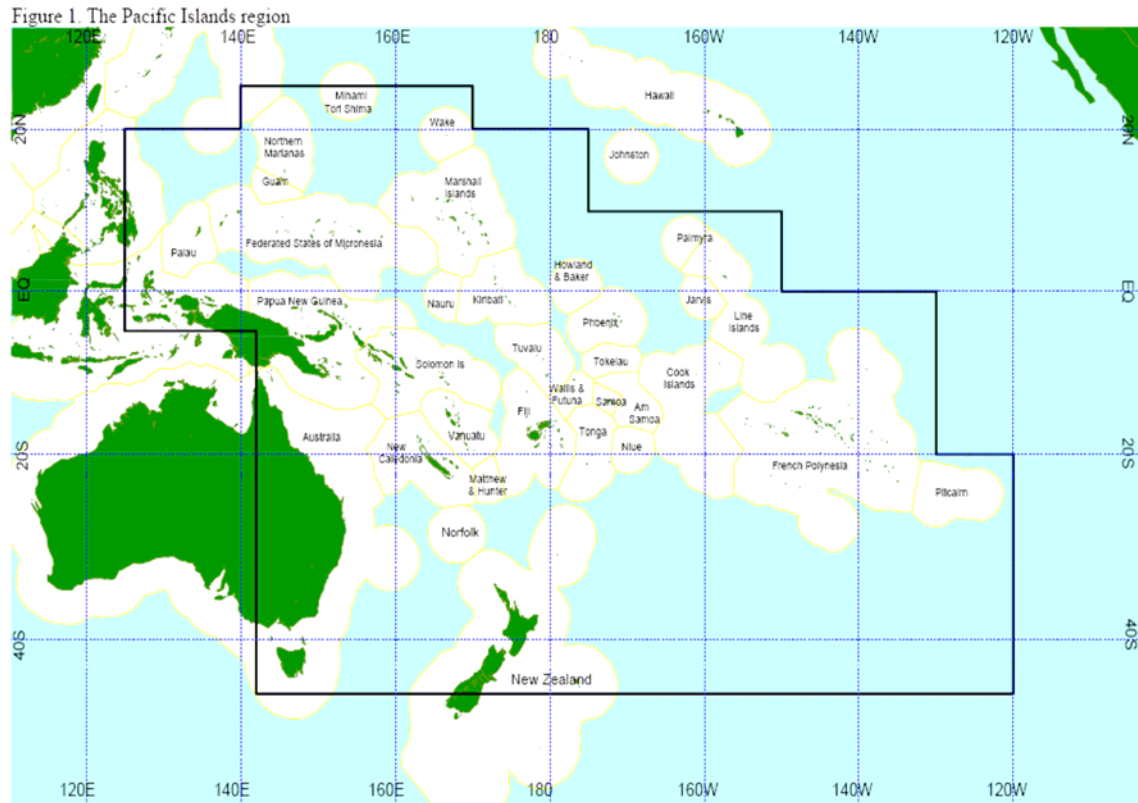 Figure 1. The Pacific Islands region
120E 140E 160E 180 160W 140W 120W
Minami
Tori Shima
Hawaii
Wake
20N 20N
Northern
Marianas
Johnston
Guam
Marshall
Islands
Palau
Federated States of Micronesia
Palmyra
Howland
& Baker
EQ EQ
Papua New Guinea
Nauru
Kiribati
Jarvis
Line
Islands
Phoenix
Tuvalu
Solomon Is
Tokelau
Cook
Islands
Wallis &
Futuna
Samoa
Am
Samoa
Fiji
Tonga
Australia
Vanuatu
New
Caledonia
Niue
20S 20S
French Polynesia
Matthew
& Hunter
Pitcairn
Norfolk
40S 40S
New Zealand
120E 140E 160E 180 160W 140W 120W